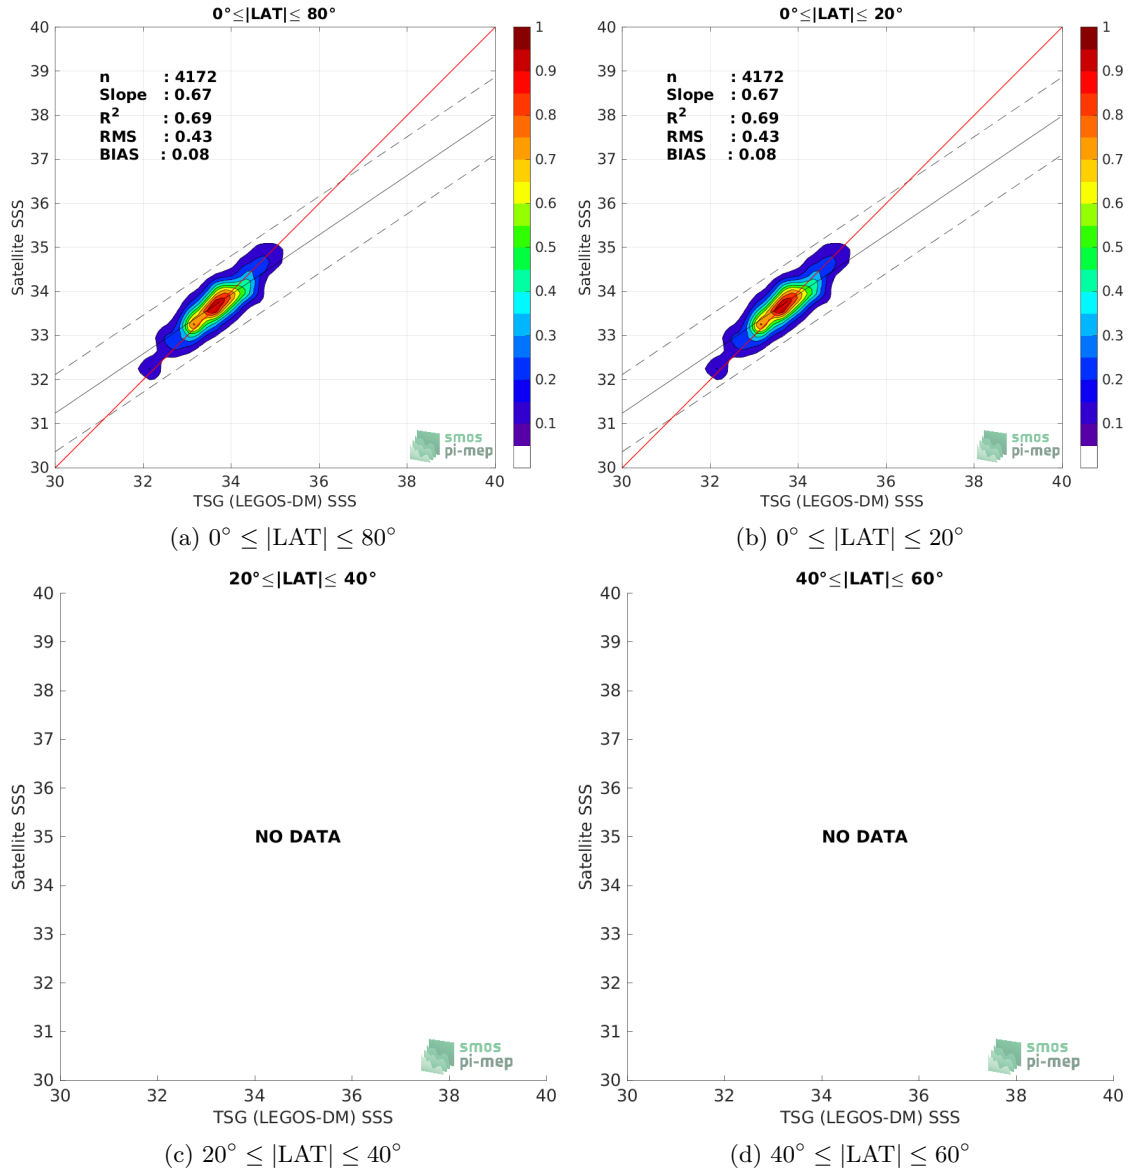 0°≤|LAT|≤ 80°
40
39
38
37
36
35
34
33
32
31
30
Satellite SSS
n : 4172
Slope : 0.67
R² : 0.69
RMS : 0.43
BIAS : 0.08
smos
pi-mep
30 32 34 36 38 40
TSG (LEGOS-DM) SSS
1
0.9
0.8
0.7
0.6
0.5
0.4
0.3
0.2
0.1
(a) 0° ≤ |LAT| ≤ 80°
0°≤|LAT|≤ 20°
40
39
38
37
36
35
34
33
32
31
30
Satellite SSS
n : 4172
Slope : 0.67
R² : 0.69
RMS : 0.43
BIAS : 0.08
smos
pi-mep
30 32 34 36 38 40
TSG (LEGOS-DM) SSS
1
0.9
0.8
0.7
0.6
0.5
0.4
0.3
0.2
0.1
(b) 0° ≤ |LAT| ≤ 20°
20°≤|LAT|≤ 40°
40
39
38
37
36
35
34
33
32
31
30
Satellite SSS
NO DATA
smos
pi-mep
30 32 34 36 38 40
TSG (LEGOS-DM) SSS
(c) 20° ≤ |LAT| ≤ 40°
40°≤|LAT|≤ 60°
40
39
38
37
36
35
34
33
32
31
30
Satellite SSS
NO DATA
smos
pi-mep
30 32 34 36 38 40
TSG (LEGOS-DM) SSS
(d) 40° ≤ |LAT| ≤ 60°